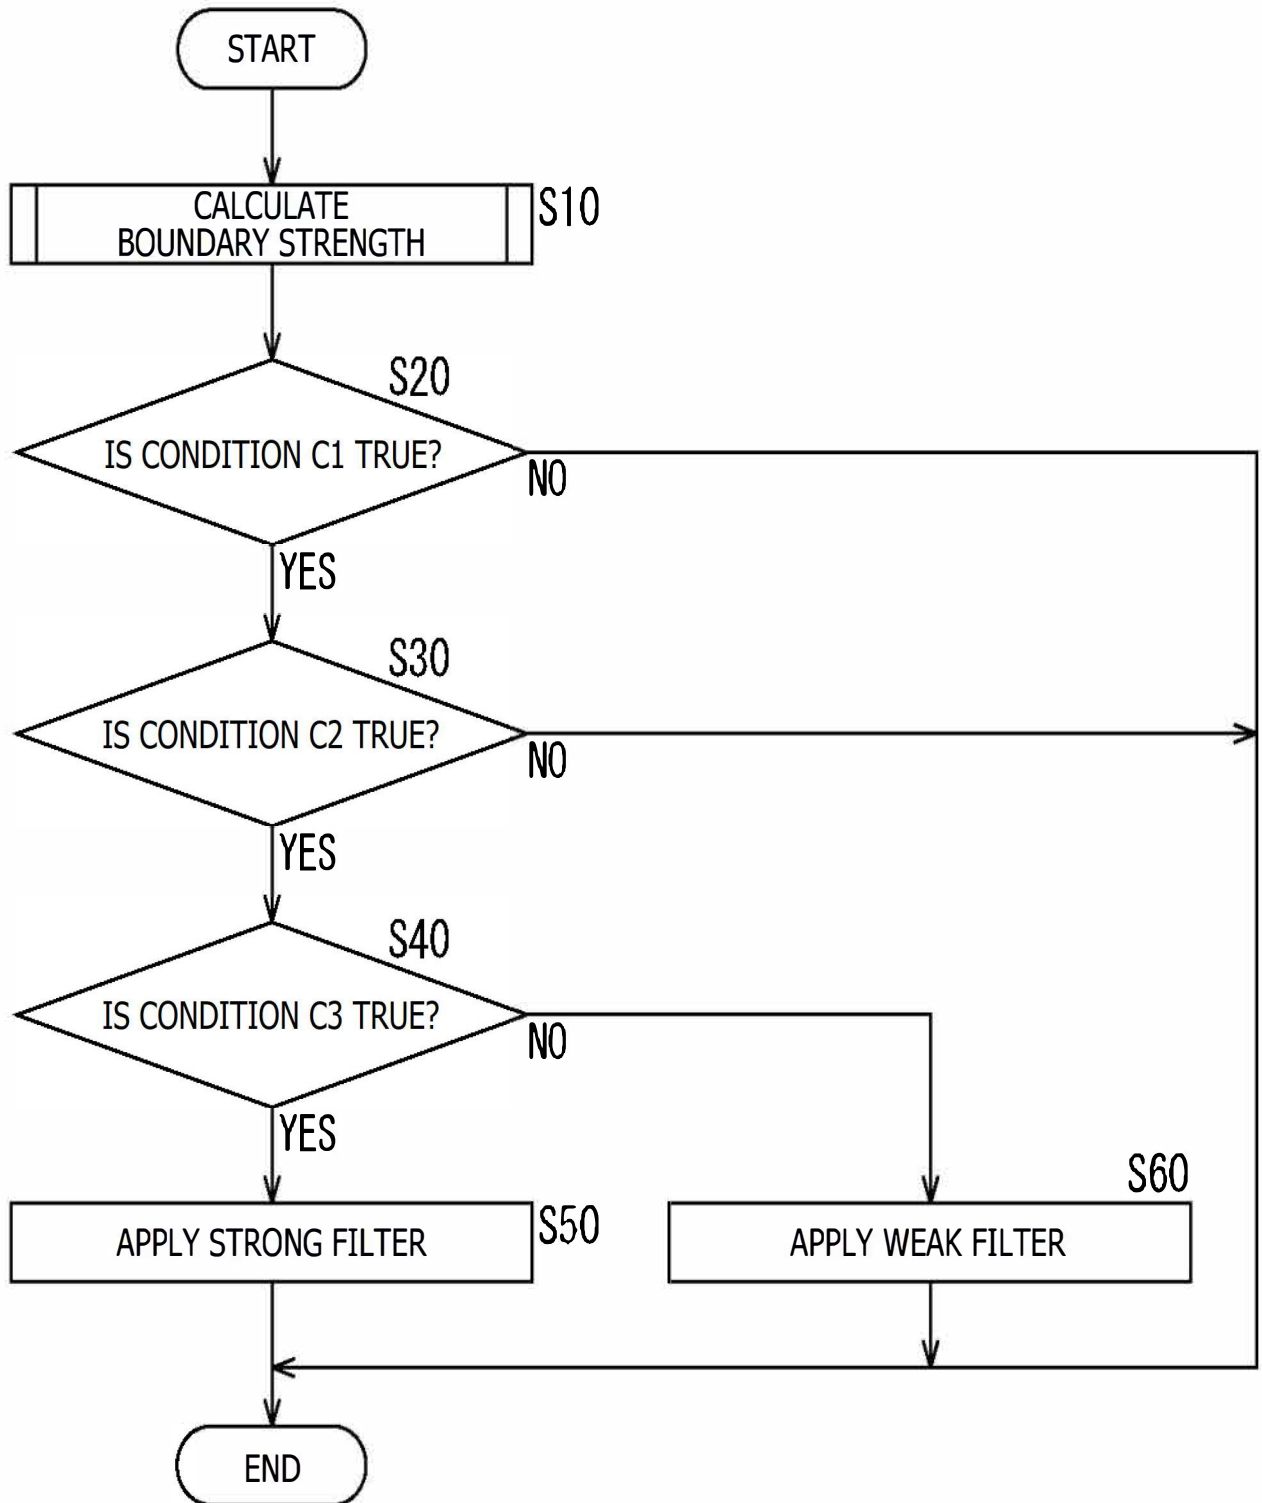 START
CALCULATE
BOUNDARY STRENGTH
S10
S20
IS CONDITION C1 TRUE?
NO
YES
S30
IS CONDITION C2 TRUE?
NO
YES
S40
IS CONDITION C3 TRUE?
NO
YES
S60
APPLY STRONG FILTER
S50
APPLY WEAK FILTER
END